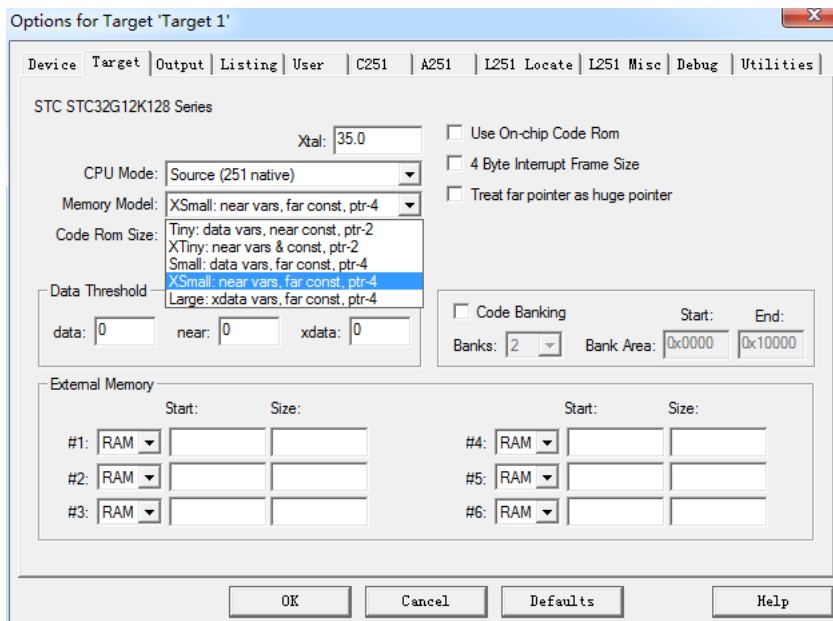 Options for Target 'Target 1'
Device Target Output Listing User C251 A251 L251 Locate L251 Misc Debug Utilities
STC STC32G12K128 Series
Xtal: 35.0
Use On-chip Code Rom
CPU Mode: Source (251 native)
4 Byte Interrupt Frame Size
Memory Model: XSmall: near vars, far const, ptr-4
Treat far pointer as huge pointer
Code Rom Size:
Tiny: data vars, near const, ptr-2
XTiny: near vars & const, ptr-2
Small: data vars, far const, ptr-4
XSmall: near vars, far const, ptr-4
Large: xdata vars, far const, ptr-4
Data Threshold
data: 0 near: 0 xdata: 0
Code Banking Start: End:
Banks: 2 Bank Area: 0x0000 0x10000
External Memory
Start: Size: Start: Size:
#1: RAM #4: RAM
#2: RAM #5: RAM
#3: RAM #6: RAM
OK Cancel Defaults Help